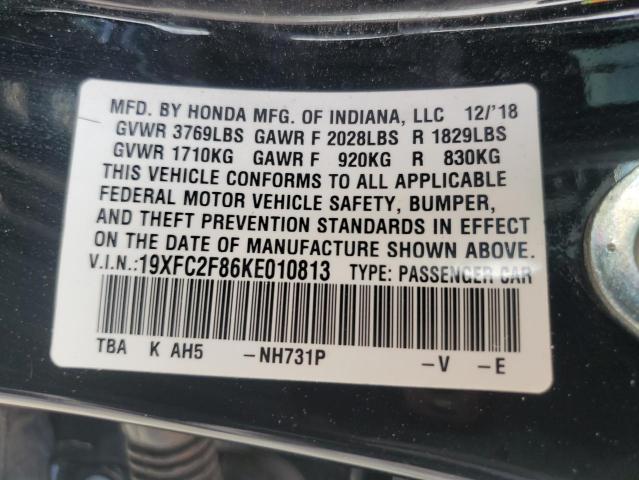 MFD. BY HONDA MFG. OF INDIANA, LLC 12/'18
GVWR 3769LBS GAWR F 2028LBS R 1829LBS
GVWR 1710KG GAWR F 920KG R 830KG
THIS VEHICLE CONFORMS TO ALL APPLICABLE
FEDERAL MOTOR VEHICLE SAFETY, BUMPER,
AND THEFT PREVENTION STANDARDS IN EFFECT
ON THE DATE OF MANUFACTURE SHOWN ABOVE.
V.I.N.:19XFC2F86KE010813 TYPE: PASSENGER CAR
TBA K AH5 -NH731P -V -E